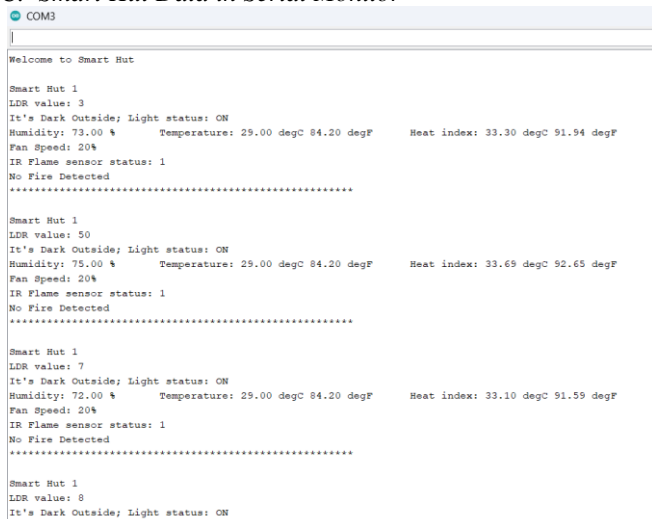 Smart Hut Data in Serial Monitor
COM3
Welcome to Smart Hut
Smart Hut 1
LDR value: 3
It's Dark Outside; Light status: ON
Humidity: 73.00 % Temperature: 29.00 degC 84.20 degF Heat index: 33.30 degC 91.94 degF
Fan Speed: 20%
IR Flame sensor status: 1
No Fire Detected
*******************************************************
Smart Hut 1
LDR value: 50
It's Dark Outside; Light status: ON
Humidity: 75.00 % Temperature: 29.00 degC 84.20 degF Heat index: 33.69 degC 92.65 degF
Fan Speed: 20%
IR Flame sensor status: 1
No Fire Detected
*******************************************************
Smart Hut 1
LDR value: 7
It's Dark Outside; Light status: ON
Humidity: 72.00 % Temperature: 29.00 degC 84.20 degF Heat index: 33.10 degC 91.59 degF
Fan Speed: 20%
IR Flame sensor status: 1
No Fire Detected
*******************************************************
Smart Hut 1
LDR value: 8
It's Dark Outside; Light status: ON